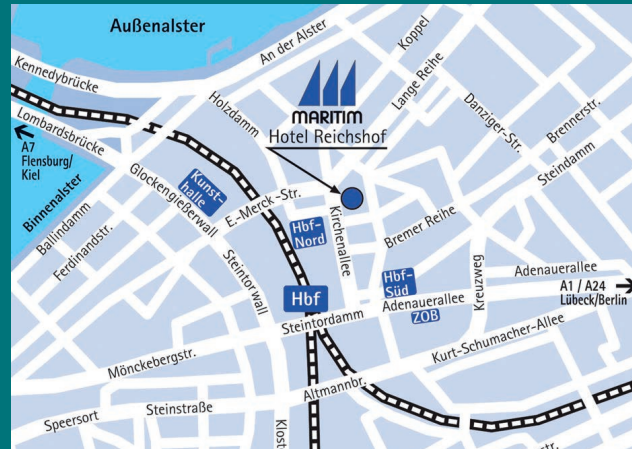 Außenalster
Kennedybrücke
An der Alster
Koppel
Lange Reihe
Holzdamm
MARITIM
Hotel Reichshof
Danziger-Str.
Brennerstr.
Steindamm
Lombardsbrücke
A7
Flensburg/
Kiel
Binnenalster
Kunst-
halle
Glockengießerwall
E.-Merck-Str.
Ballindamm
Ferdinandstr.
Hbf-
Nord
Kirchenallee
Bremer Reihe
Steintorwall
Hbf-
Süd
Kreuzweg
Adenauerallee
A1 / A24
Lübeck/Berlin
Hbf
Adenauerallee
ZOB
Steintordamm
Mönckebergstr.
Kurt-Schumacher-Allee
Altmannbr.
Speersort
Steinstraße
Klost
str.